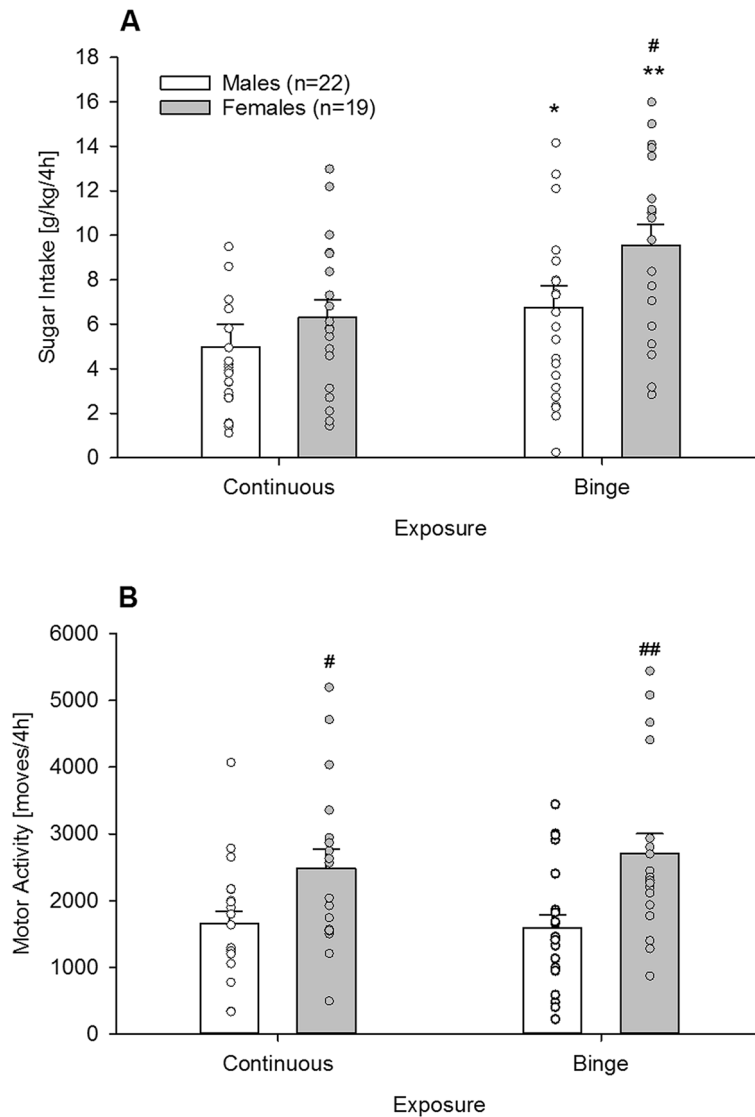 A
#
18
Males (n=22)
* **
16
Females (n=19)
14
12
10
8
6
4
2
0
Sugar Intake [g/kg/4h]
Continuous Binge
Exposure
B
6000
# ##
5000
4000
3000
2000
1000
0
Motor Activity [moves/4h]
Continuous Binge
Exposure